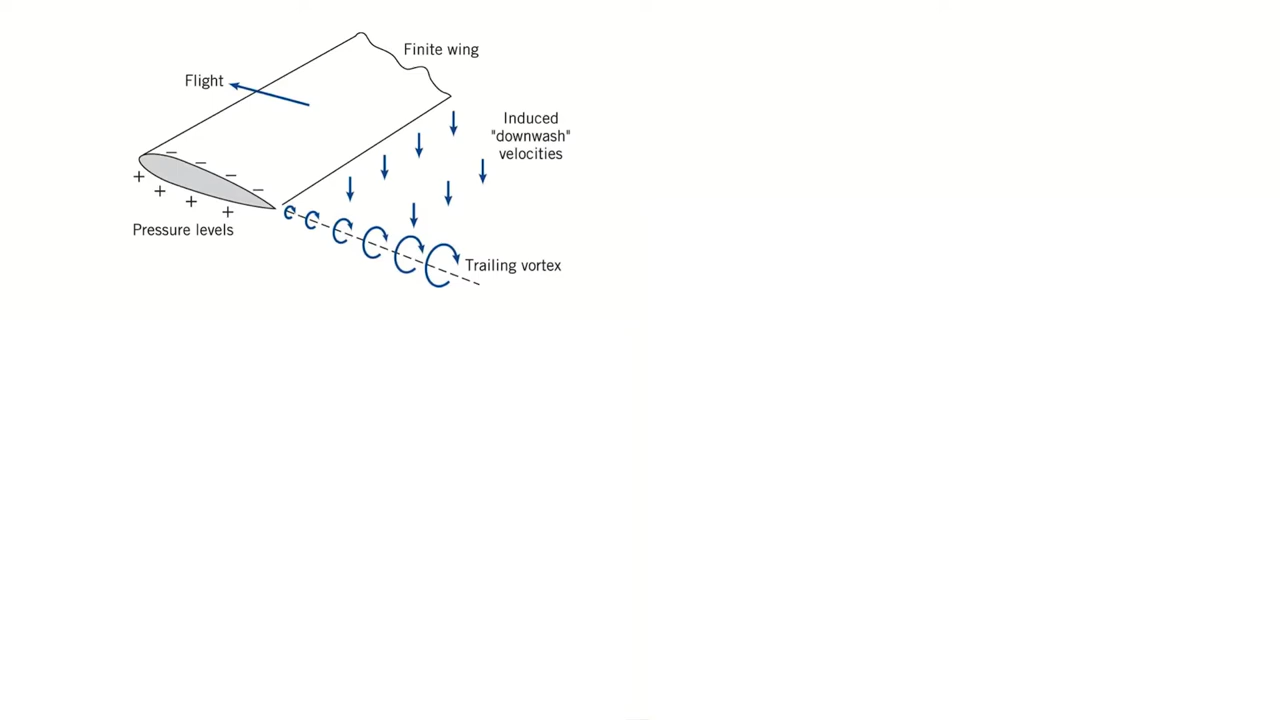 Finite wing
Flight
Induced
"downwash"
velocities
Pressure levels
Trailing vortex